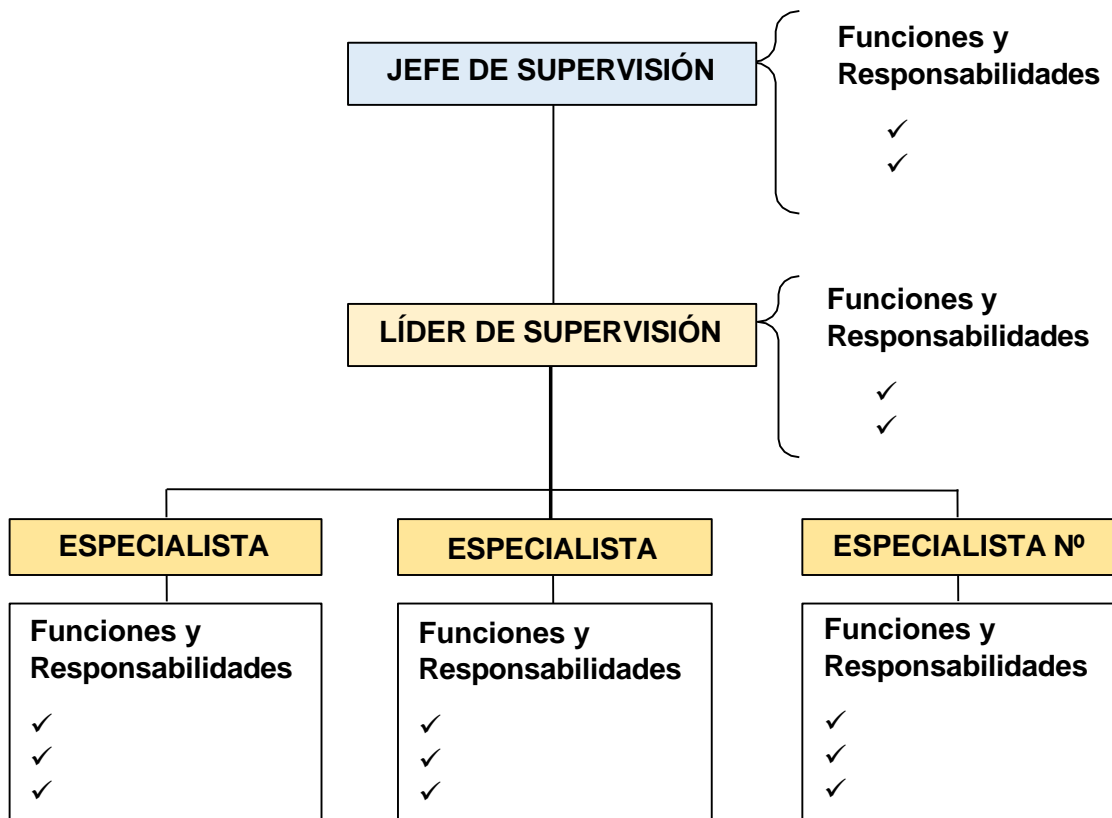 JEFE DE SUPERVISIÓN
Funciones y
Responsabilidades
✓
✓
LÍDER DE SUPERVISIÓN
Funciones y
Responsabilidades
✓
✓
ESPECIALISTA
Funciones y
Responsabilidades
✓
✓
✓
ESPECIALISTA
Funciones y
Responsabilidades
✓
✓
✓
ESPECIALISTA Nº
Funciones y
Responsabilidades
✓
✓
✓